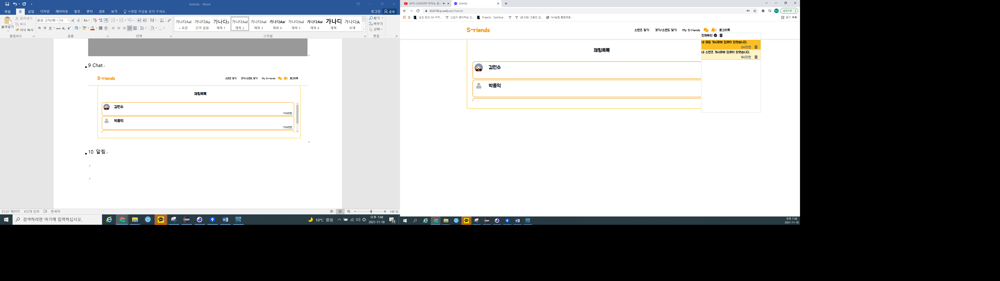 Sriends - Word
파일 홈 삽입 디자인 레이아웃 참조 편지 검토 보기 수행할 작업을 알려 주세요.
로그인 공유
붙여넣기
잘라내기
복사
서식 복사
클립보드
맑은 고딕(제 10
글꼴
단락
가나다AaI 가나다Aa 가나다 가나다AaI 가나다AaI 가나다AaI 가나다AaI 가나다AaI 가나다 가나다A
표준 간격 없음 제목 1 제목 2 제목 3 제목 4 제목 5 제목 6 제목 부제
스타일
찾기
바꾸기
선택
편집
9 Chat
S-riends
스렌즈 찾기 경기/스렌드 찾기 My S-riends 1 로그아웃
채팅목록
김민수
17시간전
박종익
17시간전
10 알림
27/27 페이지 472개 단어 한국어
140 %
검색하려면 여기에 입력하십시오.
10°C 맑음
오후 7:48
2021-11-18
13
WITH CONCERT 피아노
Sriends
k5d106.p.ssafy.io/chatList
HJ 업데이트
앱 삼성 청년 SW 아카... 신입이 준비하는 [S... Projects · Dashboa... [공고방] 그동안 감... NH농협 통합채용...
읽기 목록
S-riends
스렌즈 찾기 경기/스렌드 찾기 My S-riends 1 로그아웃
전체확인
내 매칭 게시글에 답글이 달렸습니다.
2시간전
내 스렌즈 게시글에 답글이 달렸습니다.
9시간전
채팅목록
김민수
박종익
오후 7:48
2021-11-18